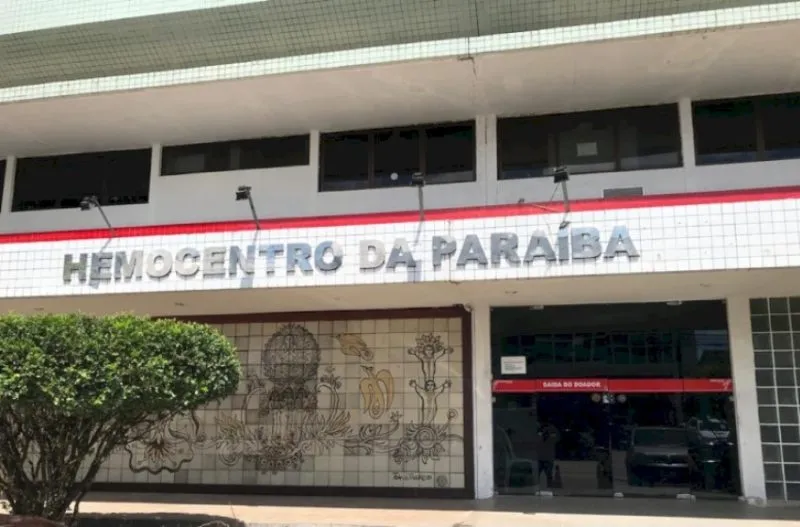 HEMOCENTRO DA PARAÍBA
SAIDA DO DOADOR